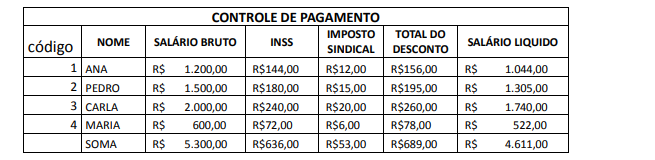 CONTROLE DE PAGAMENTO
código NOME SALÁRIO BRUTO INSS IMPOSTO SINDICAL TOTAL DO DESCONTO SALÁRIO LIQUIDO
1 ANA R$ 1.200,00 R$144,00 R$12,00 R$156,00 R$ 1.044,00
2 PEDRO R$ 1.500,00 R$180,00 R$15,00 R$195,00 R$ 1.305,00
3 CARLA R$ 2.000,00 R$240,00 R$20,00 R$260,00 R$ 1.740,00
4 MARIA R$ 600,00 R$72,00 R$6,00 R$78,00 R$ 522,00
SOMA R$ 5.300,00 R$636,00 R$53,00 R$689,00 R$ 4.611,00